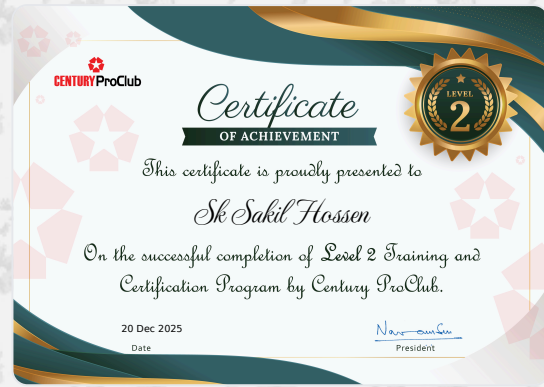 CENTURY ProClub
Certificate
OF ACHIEVEMENT
LEVEL
2
This certificate is proudly presented to
Sk Sakil Hossen
On the successful completion of Level 2 Training and
Certification Program by Century ProClub.
20 Dec 2025
Date
President